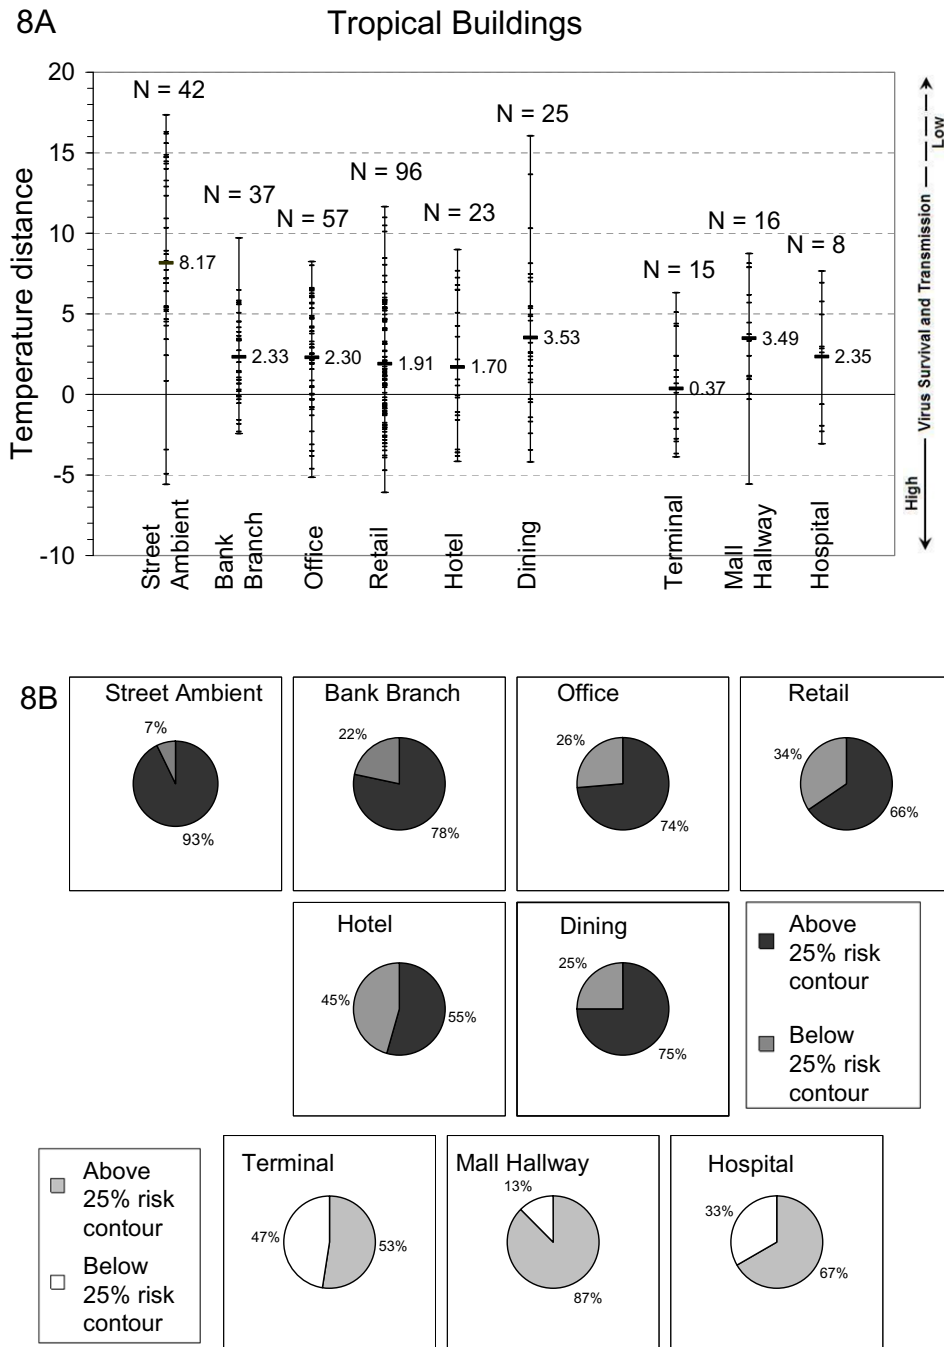 8A
Tropical Buildings
Temperature distance
20
15
10
5
0
-5
-10
N = 42
N = 37
N = 57
N = 96
N = 23
N = 25
N = 15
N = 16
N = 8
8.17
2.33
2.30
1.91
1.70
3.53
0.37
3.49
2.35
Street
Ambient
Bank
Branch
Office
Retail
Hotel
Dining
Terminal
Mall
Hallway
Hospital
High
Virus Survival and Transmission
Low
8B
Street Ambient
7%
93%
Bank Branch
22%
78%
Office
26%
74%
Retail
34%
66%
Hotel
45%
55%
Dining
25%
75%
Above
25% risk
contour
Below
25% risk
contour
Above
25% risk
contour
Below
25% risk
contour
Terminal
47%
53%
Mall Hallway
13%
87%
Hospital
33%
67%